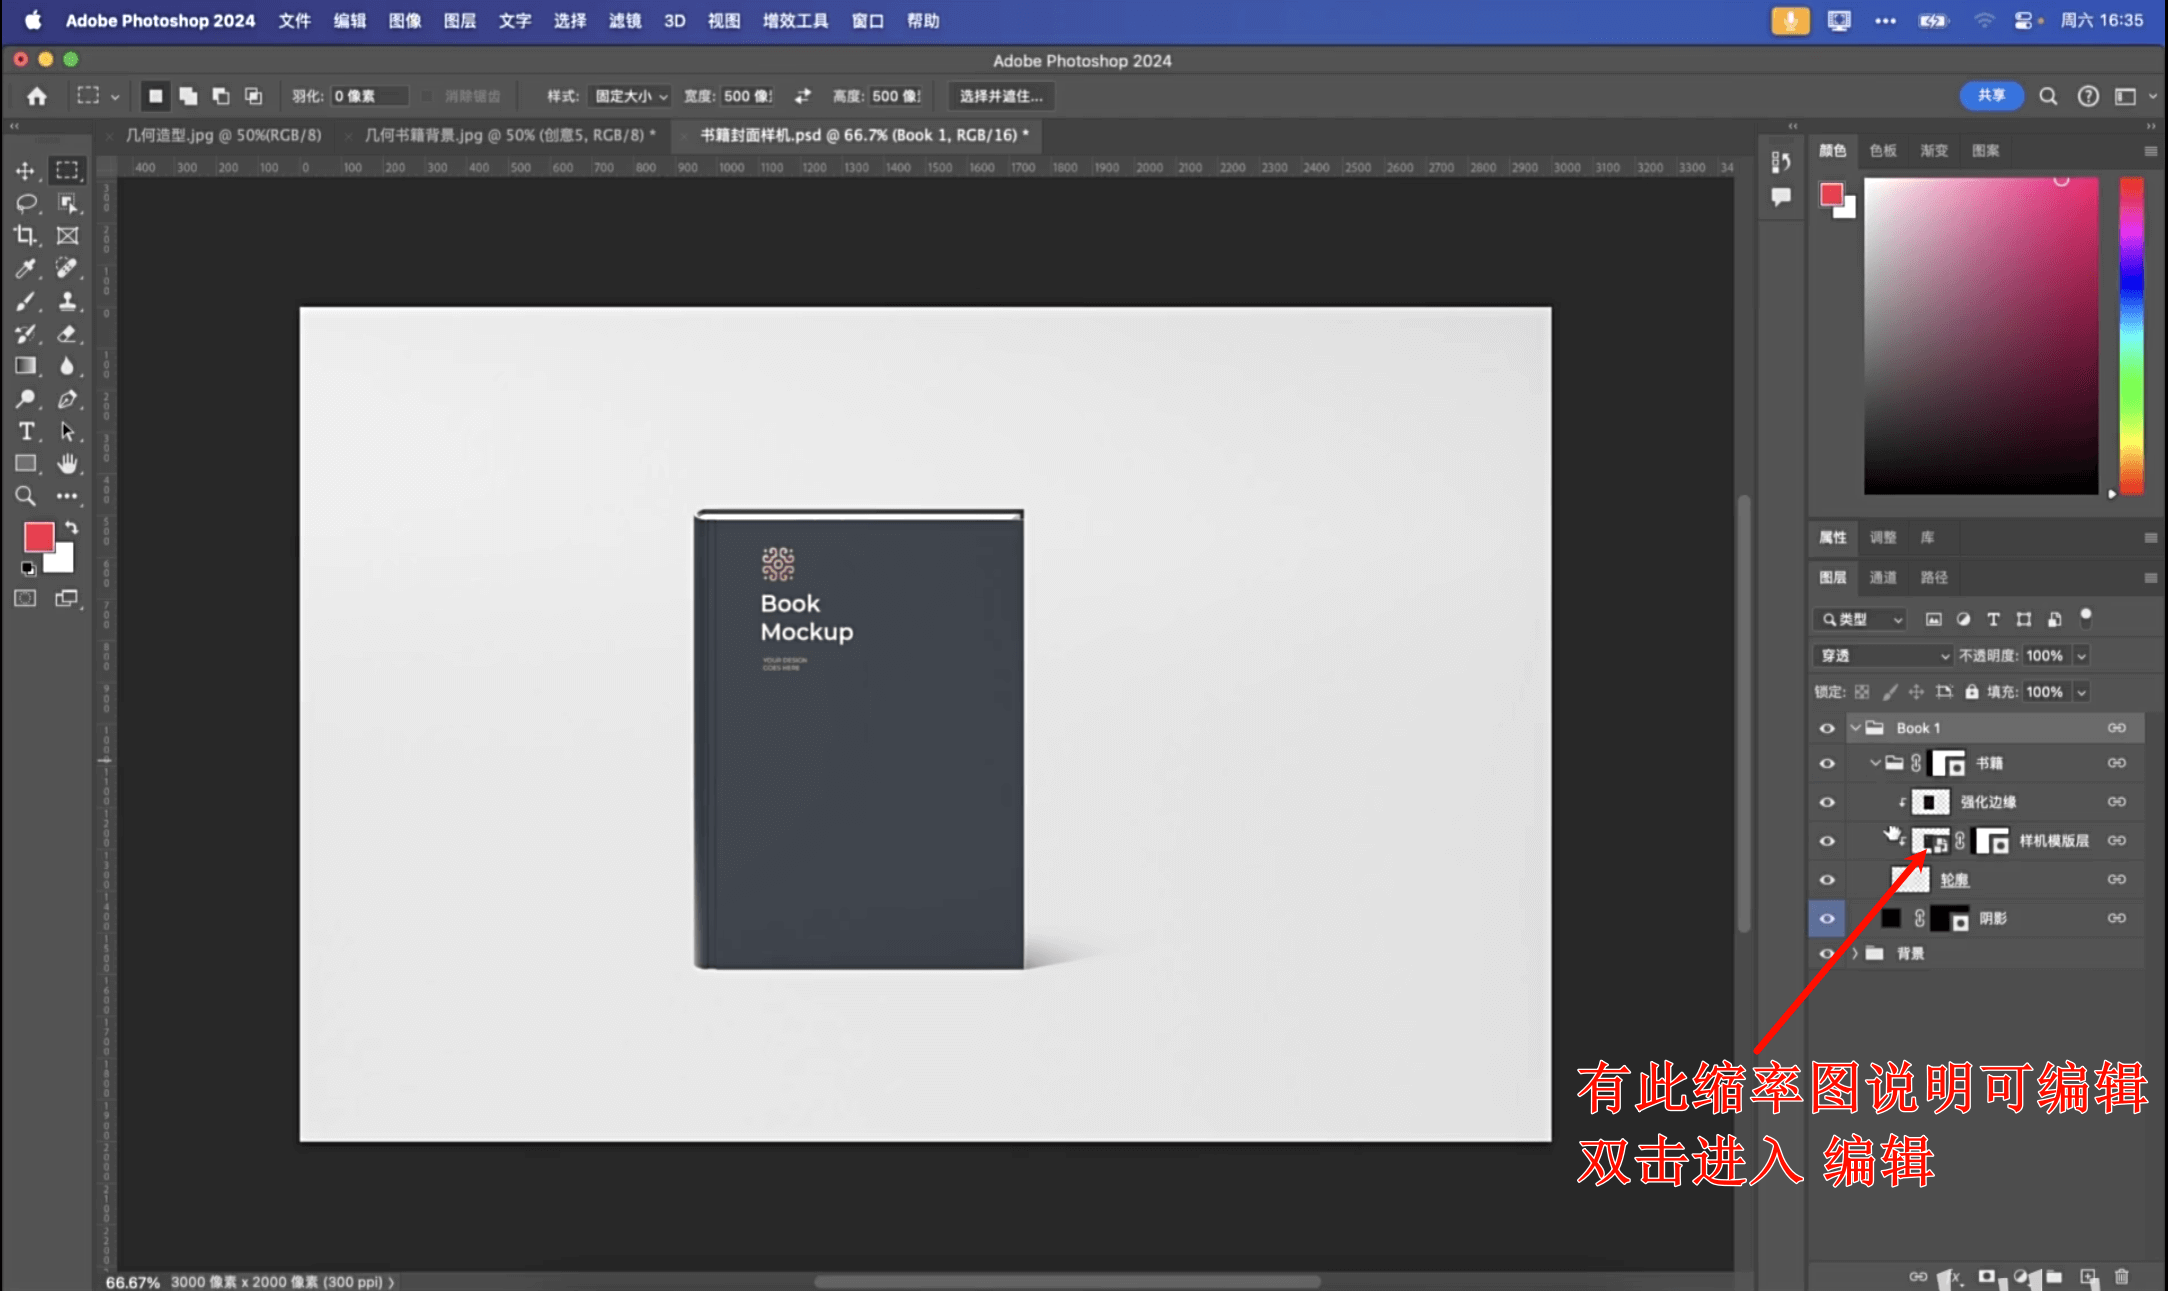 Adobe Photoshop 2024 文件 编辑 图像 图层 文字 选择 滤镜 3D 视图 增效工具 窗口 帮助 周六 16:35
Adobe Photoshop 2024
羽化: 0 像素 消除锯齿 样式: 固定大小 宽度: 500 像 高度: 500 像 选择并遮住... 共享
几何造型.jpg @ 50%(RGB/8) 几何书籍背景.jpg @ 50% (创意5, RGB/8) * 书籍封面样机.psd @ 66.7% (Book 1, RGB/16) *
400 300 200 100 0 100 200 300 400 500 600 700 800 900 1000 1100 1200 1300 1400 1500 1600 1700 1800 1900 2000 2100 2200 2300 2400 2500 2600 2700 2800 2900 3000 3100 3200 3300 34
颜色 色板 渐变 图案
Book
Mockup
YOUR DESIGN
GOES HERE
属性 调整 库
图层 通道 路径
类型
穿透 不透明度: 100%
锁定: 填充: 100%
Book 1
书籍
强化边缘
样机模版层
轮廓
阴影
背景
有此缩率图说明可编辑
双击进入 编辑
66.67% 3000 像素 x 2000 像素 (300 ppi)